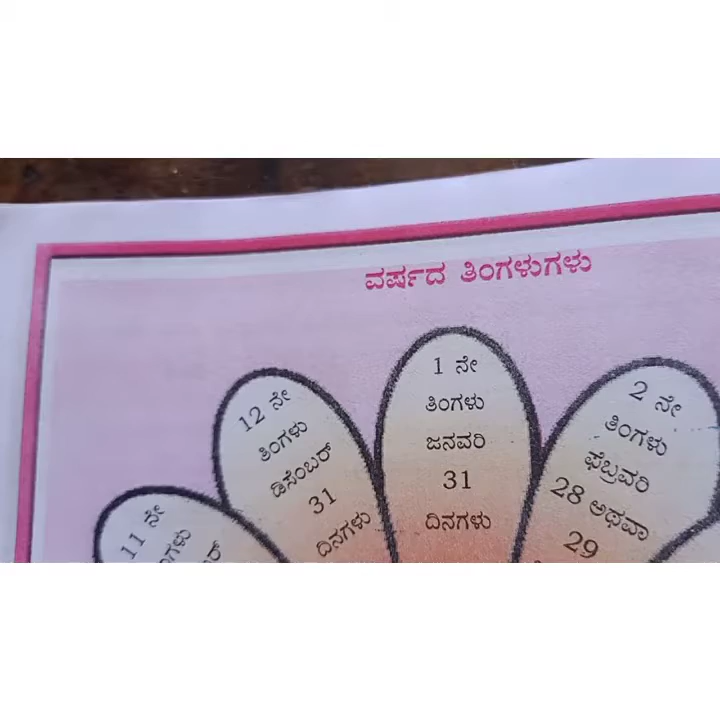 ವರ್ಷದ ತಿಂಗಳುಗಳು
1 ನೇ
ತಿಂಗಳು
ಜನವರಿ
31
ದಿನಗಳು
2 ನೇ
ತಿಂಗಳು
ಫೆಬ್ರವರಿ
28 ಅಥವಾ
29
12 ನೇ
ತಿಂಗಳು
ಡಿಸೆಂಬರ್
31
ದಿನಗಳು
11 ನೇ